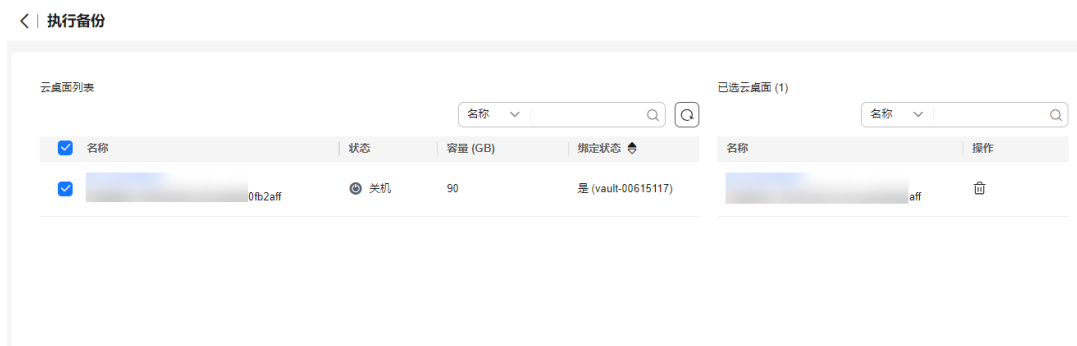 执行备份
云桌面列表
名称
名称 状态 容量 (GB) 绑定状态
0fb2aff 关机 90 是 (vault-00615117)
已选云桌面 (1)
名称
名称 操作
aff